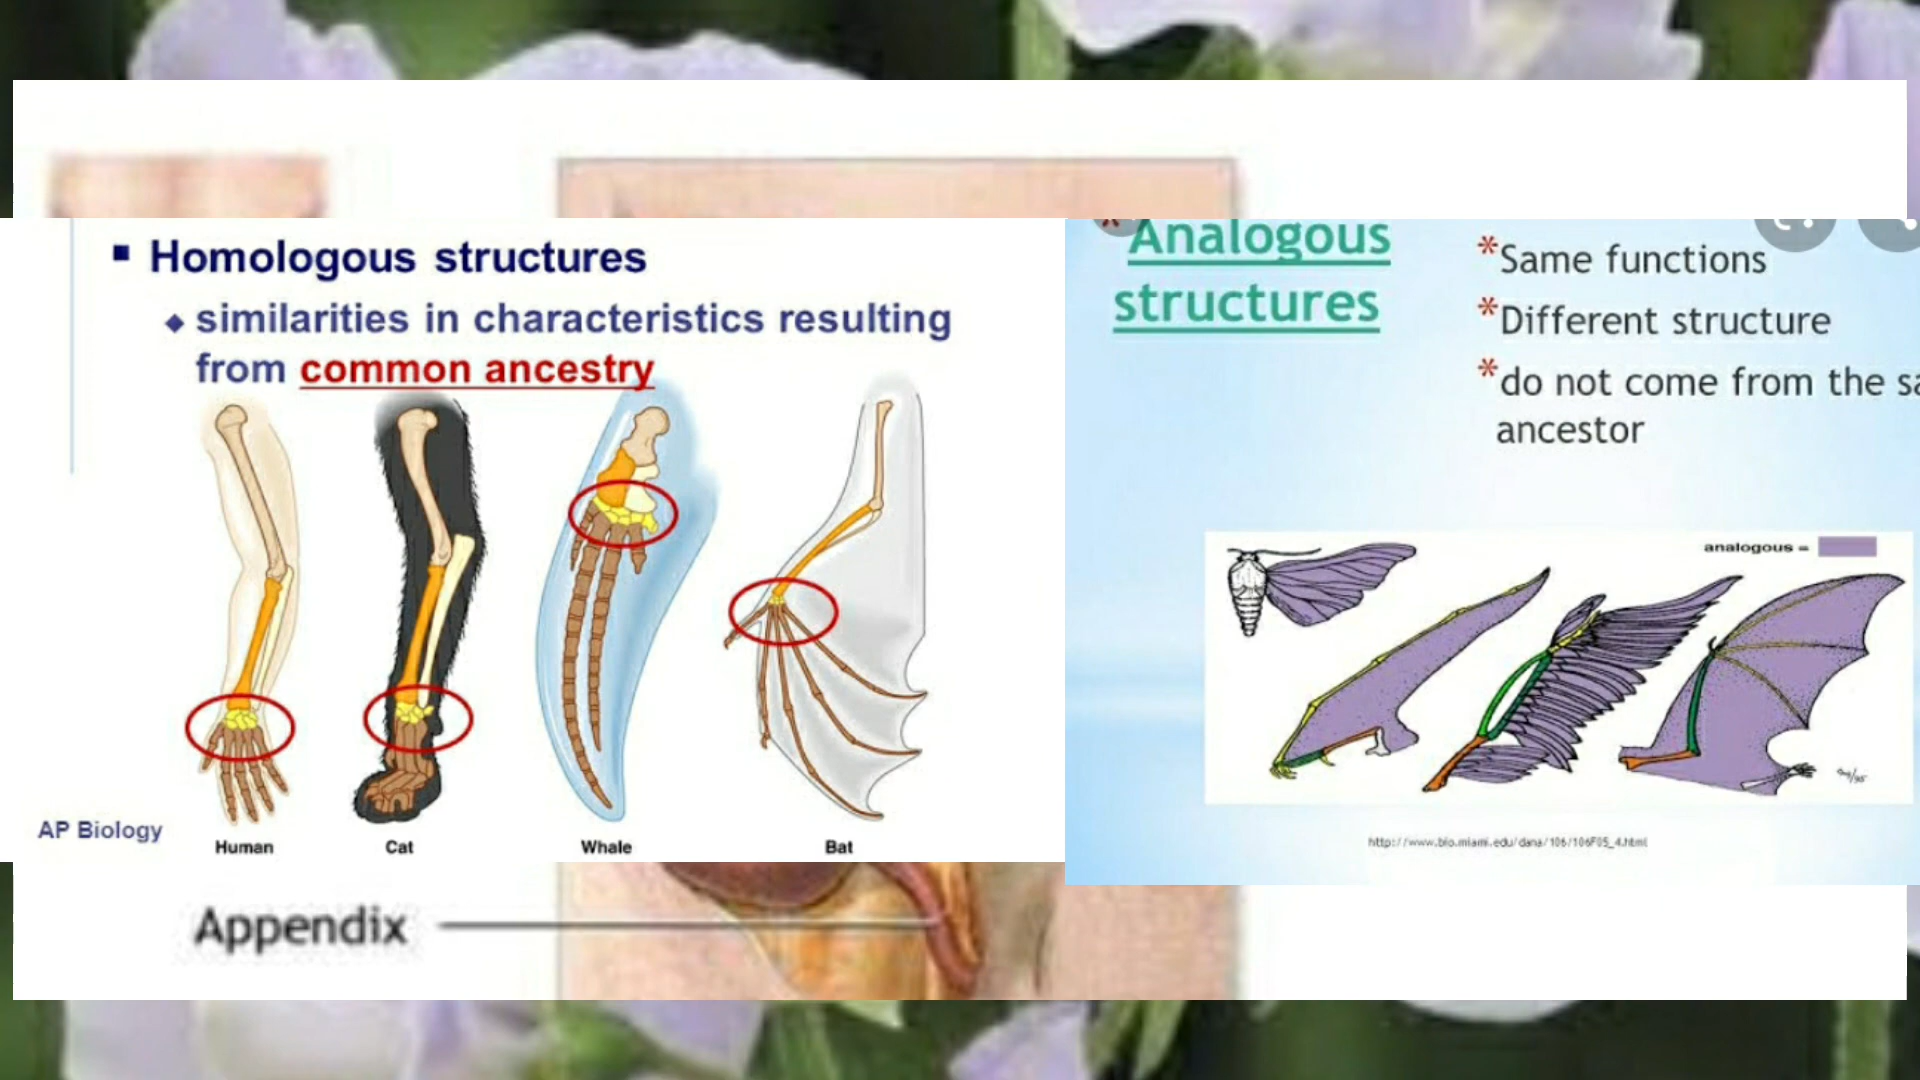 Homologous structures
similarities in characteristics resulting
from common ancestry
AP Biology
Human
Cat
Whale
Bat
Analogous
structures
*Same functions
*Different structure
*do not come from the
ancestor
analogous =
http://www.bio.miami.edu/dana/106/106F05_4.html
Appendix